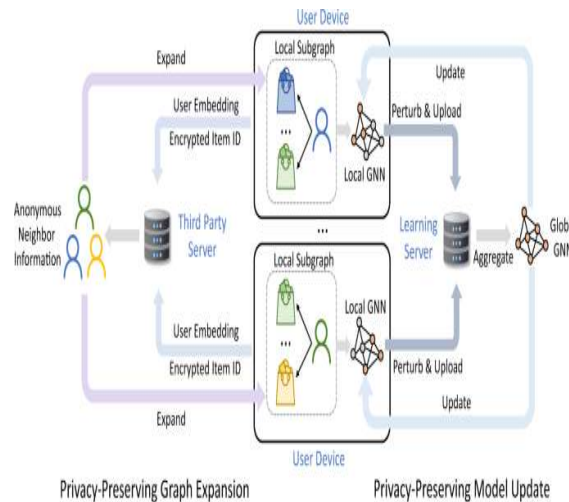 User Device
Local Subgraph
Expand
Update
User Embedding
Encrypted Item ID
...
Perturb & Upload
Local GNN
Anonymous
Neighbor
Information
Third Party
Server
Learning
Server
Aggregate
Global
GNN
...
Local Subgraph
Local GNN
User Embedding
Encrypted Item ID
...
Perturb & Upload
Expand
Update
User Device
Privacy-Preserving Graph Expansion
Privacy-Preserving Model Update